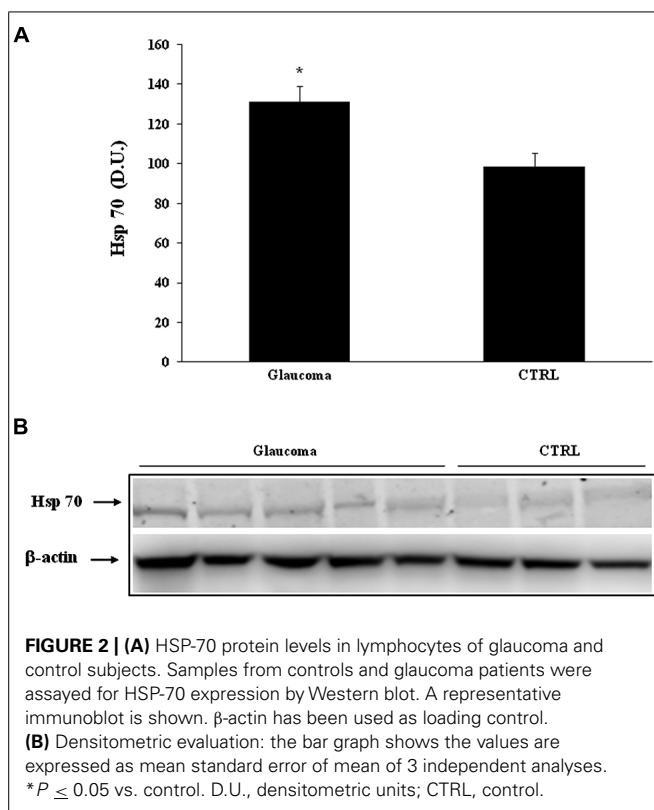 A
160
*
140
120
100
80
60
40
20
0
Hsp 70 (D.U.)
Glaucoma CTRL
B
Glaucoma CTRL
Hsp 70
β-actin
FIGURE 2 | (A) HSP-70 protein levels in lymphocytes of glaucoma and
control subjects. Samples from controls and glaucoma patients were
assayed for HSP-70 expression by Western blot. A representative
immunoblot is shown. β-actin has been used as loading control.
(B) Densitometric evaluation: the bar graph shows the values are
expressed as mean standard error of mean of 3 independent analyses.
*P ≤ 0.05 vs. control. D.U., densitometric units; CTRL, control.